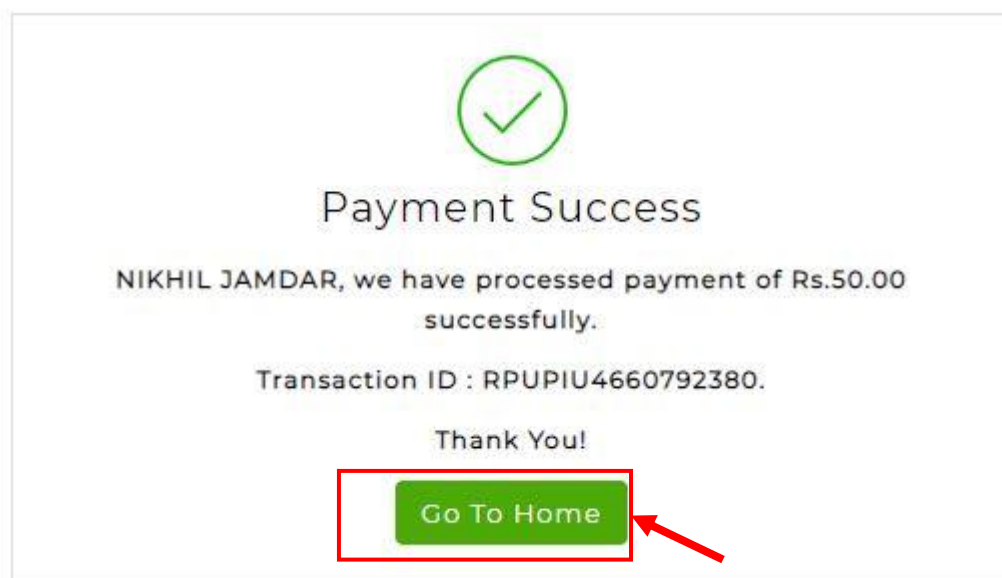 Payment Success
NIKHIL JAMDAR, we have processed payment of Rs.50.00
successfully.
Transaction ID : RPUPIU4660792380.
Thank You!
Go To Home